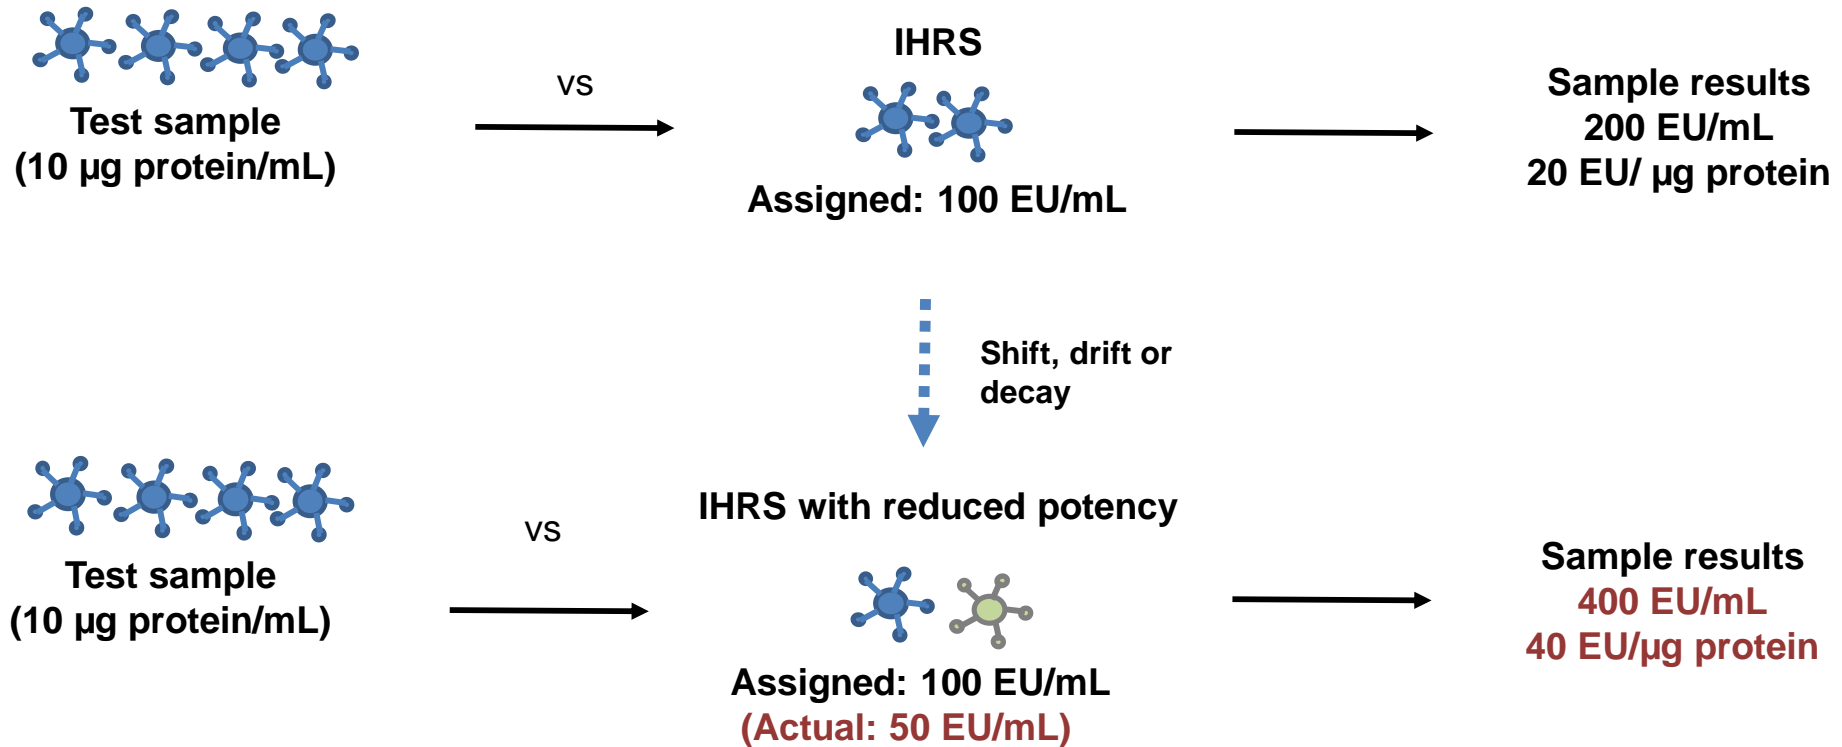 Test sample
(10 µg protein/mL)
vs
IHRS
Assigned: 100 EU/mL
Sample results
200 EU/mL
20 EU/ µg protein
Shift, drift or
decay
Test sample
(10 µg protein/mL)
vs
IHRS with reduced potency
Assigned: 100 EU/mL
(Actual: 50 EU/mL)
Sample results
400 EU/mL
40 EU/µg protein